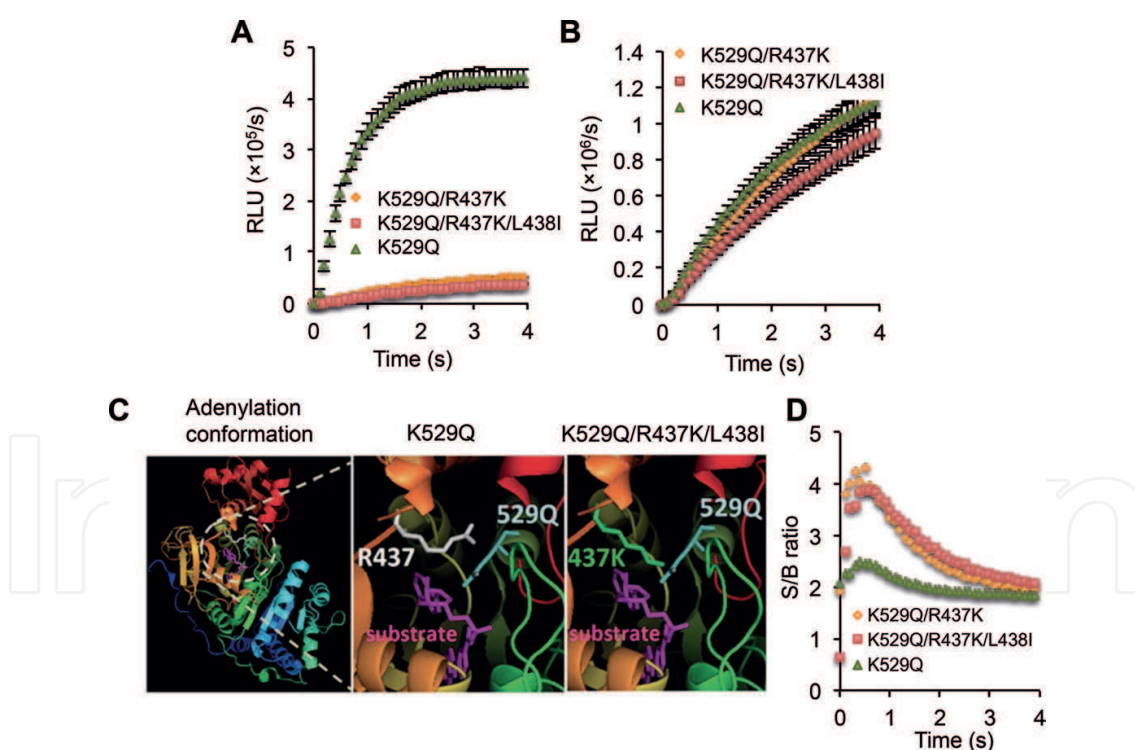 A
5
4
3
2
1
0
RLU (×10⁵/s)
K529Q/R437K
K529Q/R437K/L438I
K529Q
0 1 2 3 4
Time (s)
B
1.4
1.2
1
0.8
0.6
0.4
0.2
0
RLU (×10⁶/s)
K529Q/R437K
K529Q/R437K/L438I
K529Q
0 1 2 3 4
Time (s)
C
Adenylation
conformation
K529Q
K529Q/R437K/L438I
R437
529Q
substrate
437K
529Q
substrate
D
5
4
3
2
1
0
S/B ratio
K529Q/R437K
K529Q/R437K/L438I
K529Q
0 1 2 3 4
Time (s)